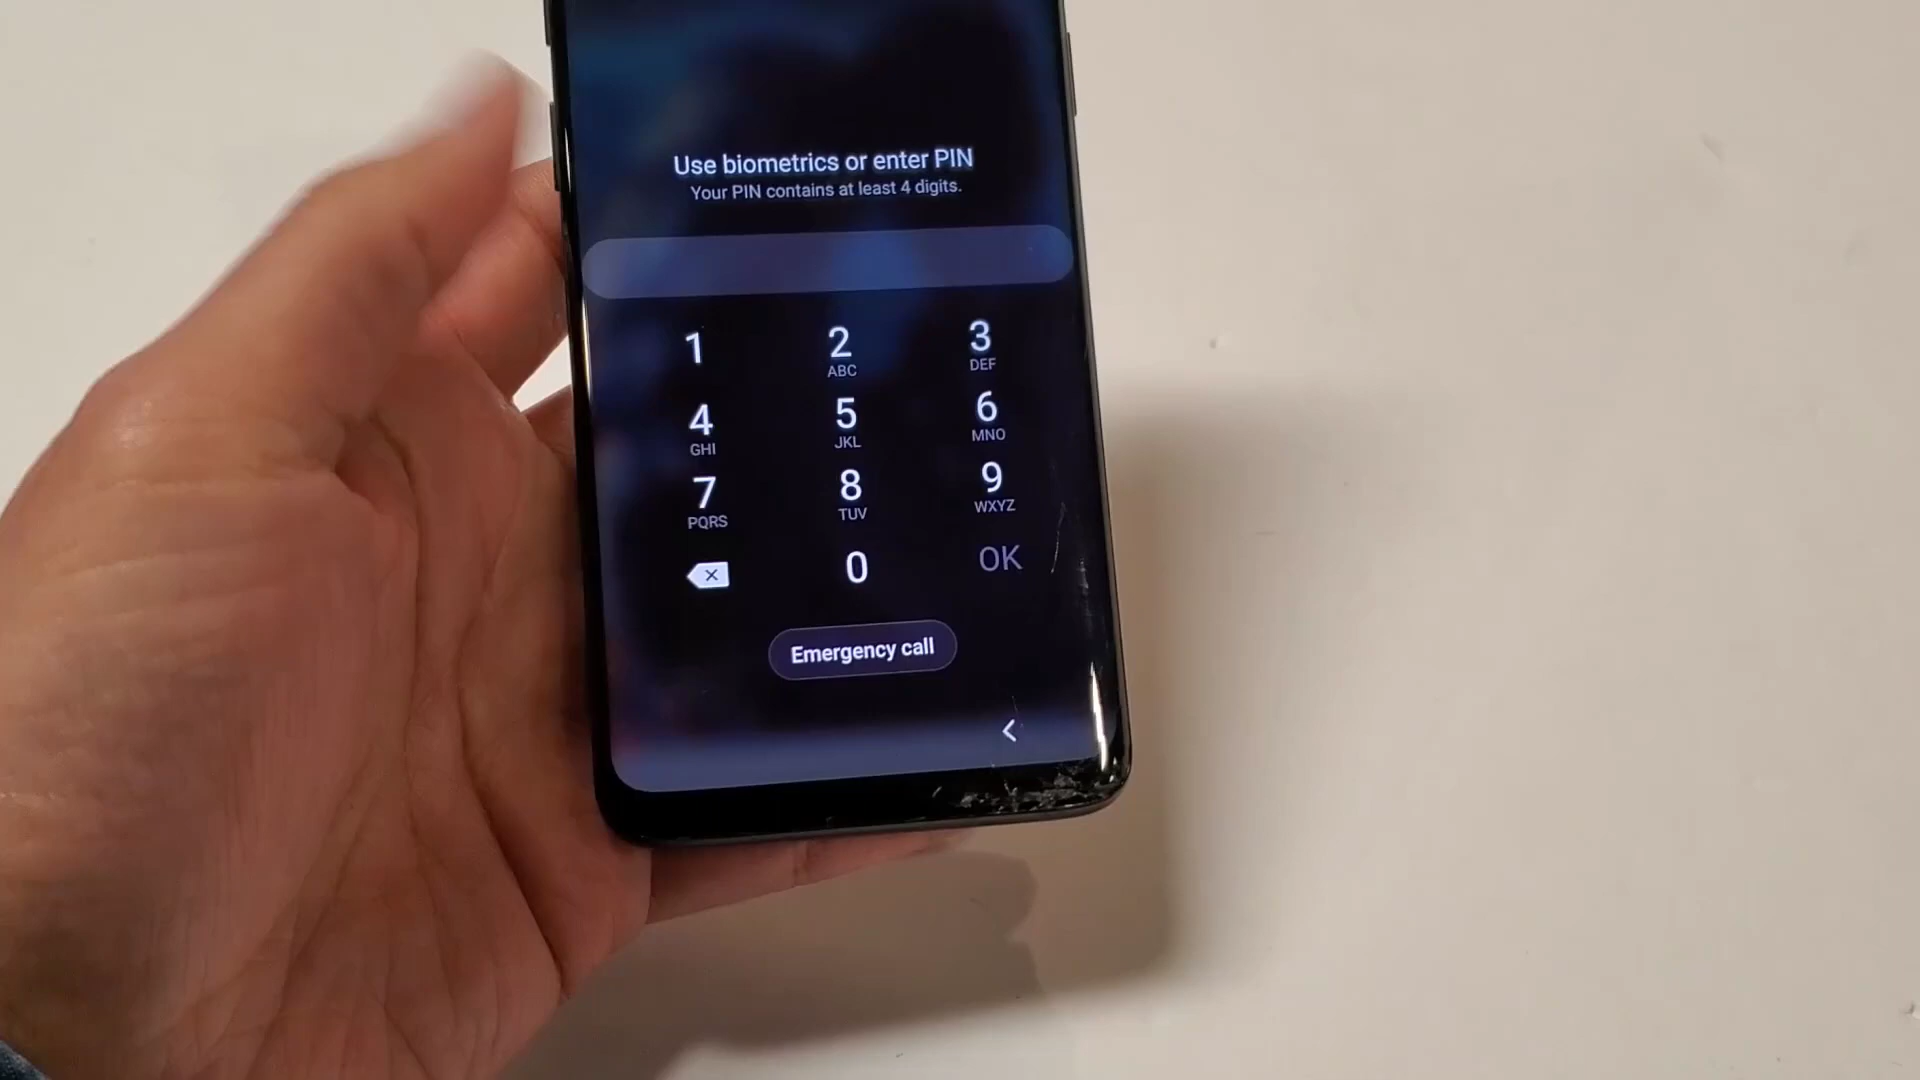 Use biometrics or enter PIN
Your PIN contains at least 4 digits.
1 2 3
ABC DEF
4 5 6
GHI JKL MNO
7 8 9
PQRS TUV WXYZ
0 OK
Emergency call